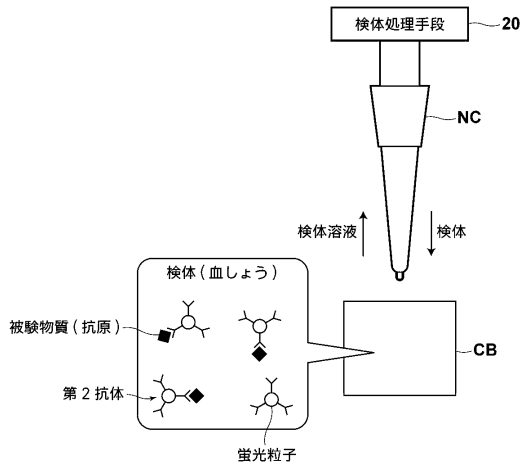 検体処理手段
20
NC
検体溶液
検体
検体(血しょう)
被験物質(抗原)
CB
第2抗体
蛍光粒子